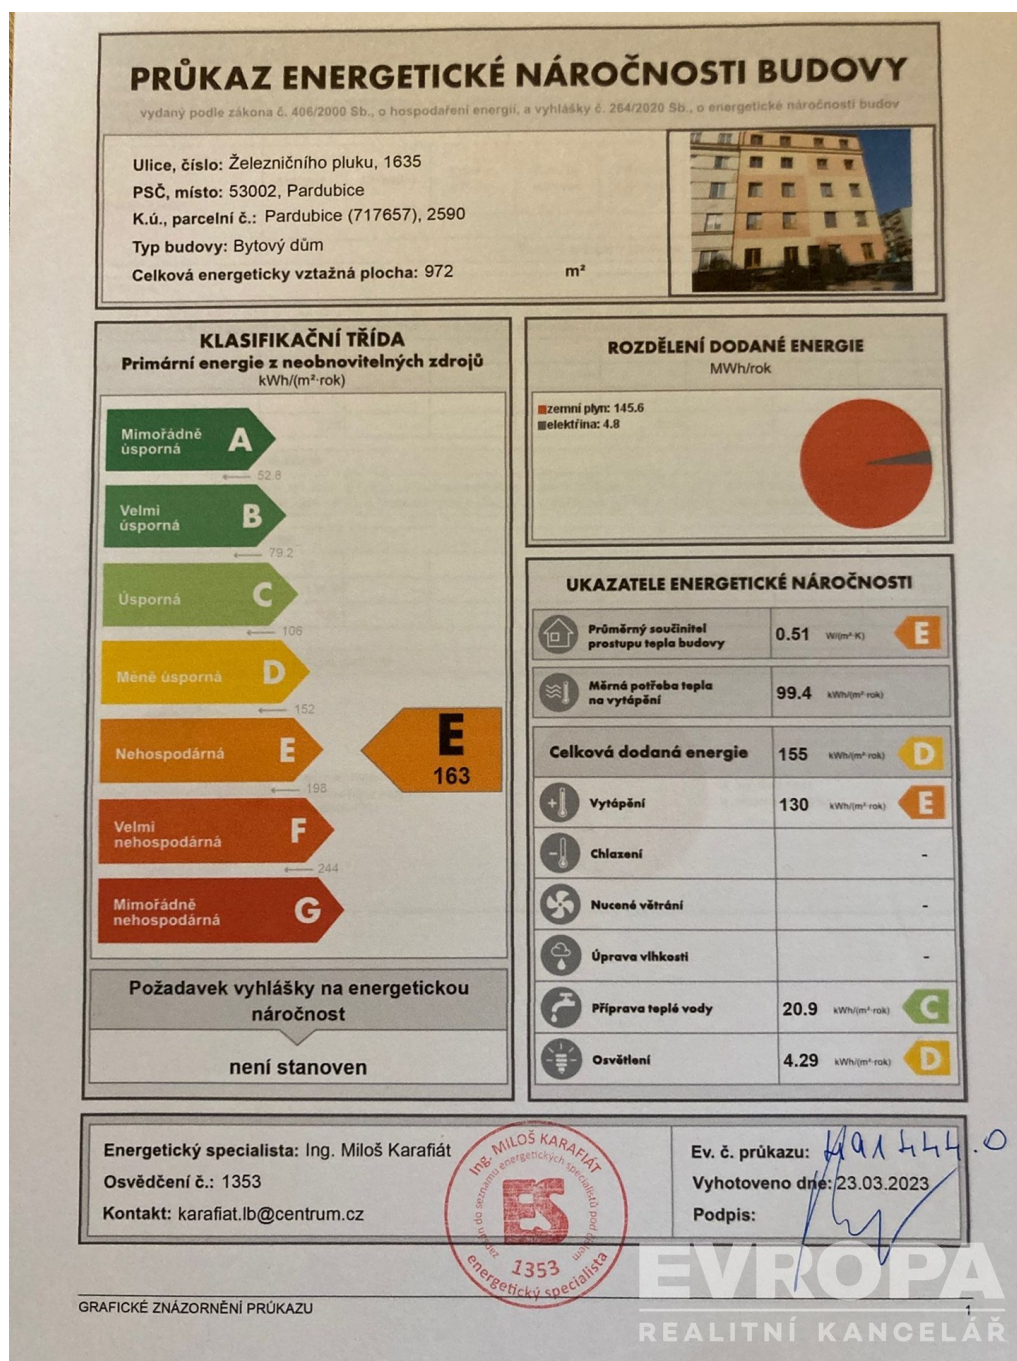 PRŮKAZ ENERGETICKÉ NÁROČNOSTI BUDOVY
vydaný podle zákona č. 406/2000 Sb., o hospodaření energií, a vyhlášky č. 264/2020 Sb., o energetické náročnosti budov
Ulice, číslo: Železničního pluku, 1635
PSČ, místo: 53002, Pardubice
K.ú., parcelní č.: Pardubice (717657), 2590
Typ budovy: Bytový dům
Celková energeticky vztažná plocha: 972 m²
KLASIFIKAČNÍ TŘÍDA
Primární energie z neobnovitelných zdrojů
kWh/(m²·rok)
Mimořádně
úsporná A
52.8
Velmi
úsporná B
79.2
Úsporná C
106
Méně úsporná D
152
Nehospodárná E
E
163
198
Velmi
nehospodárná F
244
Mimořádně
nehospodárná G
Požadavek vyhlášky na energetickou
náročnost
není stanoven
ROZDĚLENÍ DODANÉ ENERGIE
MWh/rok
zemní plyn: 145.6
elektřina: 4.8
UKAZATELE ENERGETICKÉ NÁROČNOSTI
Průměrný součinitel
prostupu tepla budovy 0.51 W/(m²·K) E
Měrná potřeba tepla
na vytápění 99.4 kWh/(m²·rok)
Celková dodaná energie 155 kWh/(m²·rok) D
Vytápění 130 kWh/(m²·rok) E
Chlazení -
Nucené větrání -
Úprava vlhkosti -
Příprava teplé vody 20.9 kWh/(m²·rok) C
Osvětlení 4.29 kWh/(m²·rok) D
Energetický specialista: Ing. Miloš Karafiát
Osvědčení č.: 1353
Kontakt: karafiat.lb@centrum.cz
Ing. MILOŠ KARAFIÁT
zapsán do seznamu energetických specialistů pod číslem
ES
1353
energetický specialista
Ev. č. průkazu: 491444.0
Vyhotoveno dne: 23.03.2023
Podpis:
EVROPA
REALITNÍ KANCELÁŘ
GRAFICKÉ ZNÁZORNĚNÍ PRŮKAZU 1